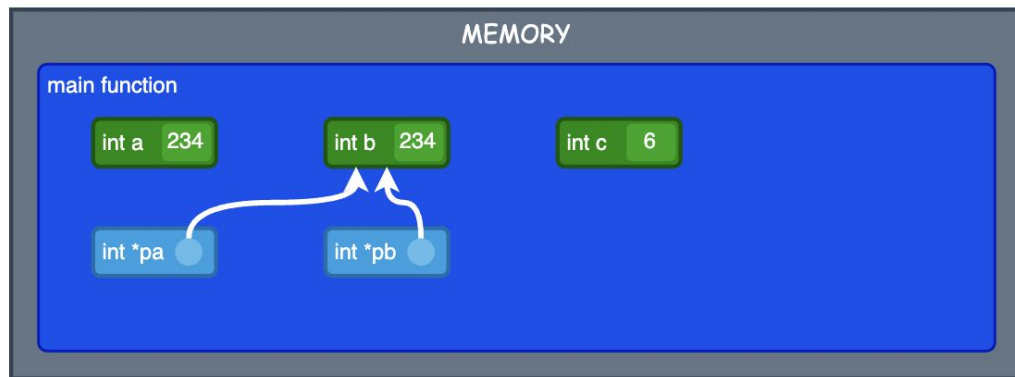 MEMORY
main function
int a 234
int b 234
int c 6
int *pa
int *pb